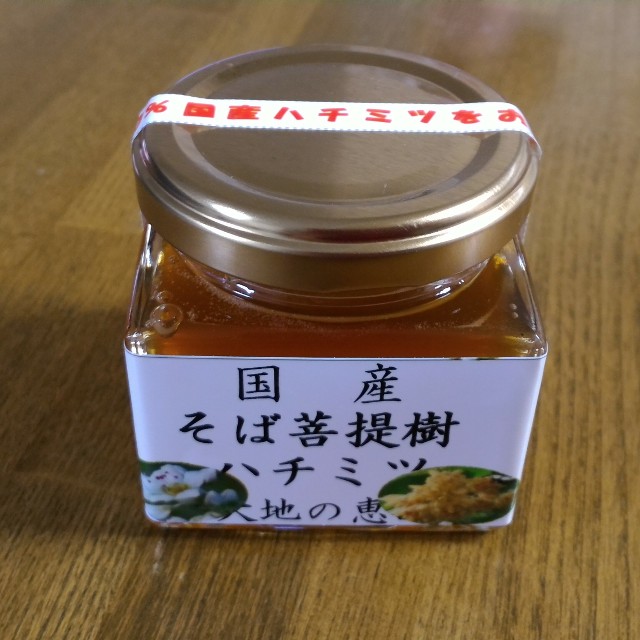 % 国産ハチミツをお
国産
そば菩提樹
ハチミツ
大地の恵